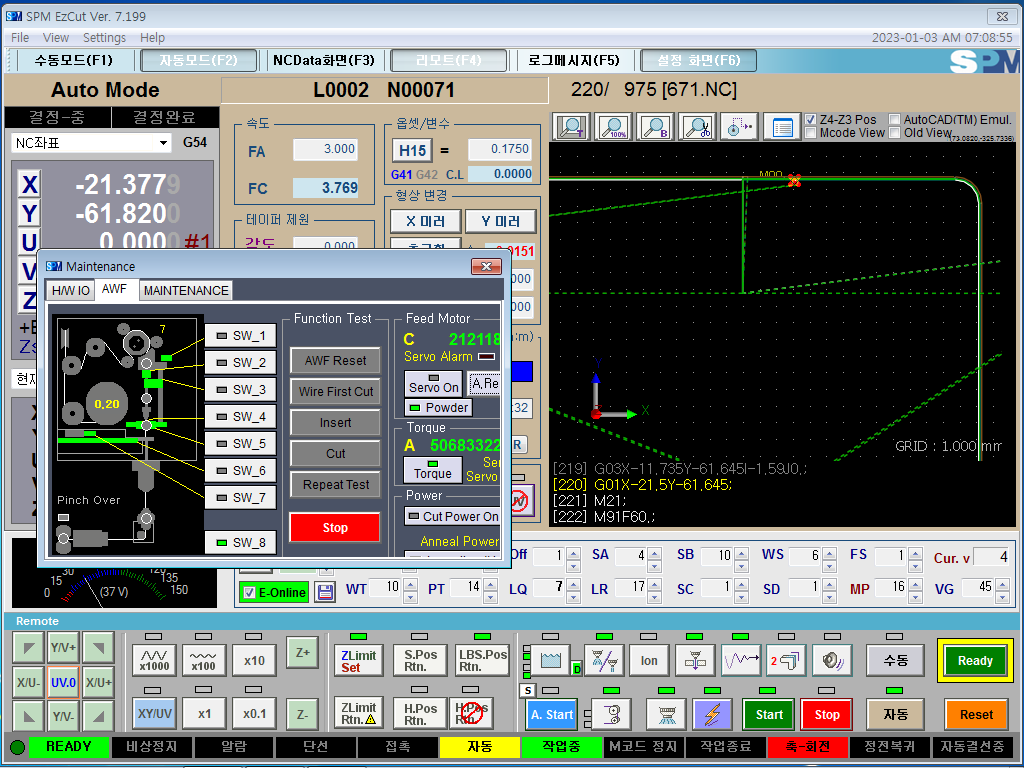 SPM EzCut Ver. 7.199
File View Settings Help
2023-01-03 AM 07:08:55
수동모드(F1) 자동모드(F2) NCData화면(F3) 리모트(F4) 로그메시지(F5) 설정 화면(F6) SPM
Auto Mode L0002 N00071 220/ 975 [671.NC]
결정-중 결정완료
NC좌표 G54
X -21.3779
Y -61.8200
U 0.0000 #1
V
Z
속도
FA 3.000
FC 3.769
테이퍼 제원
각도 0.000
옵셋/변수
H15 = 0.1750
G41 G42 C.L 0.0000
형상 변경
X 미러 Y 미러
T 100% B
Z4-Z3 Pos AutoCAD(TM) Emul.
Mcode View Old View
(73.0820,-325.7336)
M00
Y
X
GRID : 1.000 mm
[219] G03X-11.735Y-61.645I-1.59J0.;
[220] G01X-21.5Y-61.645;
[221] M21;
[222] M91F60.;
Maintenance
H/W IO AWF MAINTENANCE
7
0.20
Pinch Over
SW_1
SW_2
SW_3
SW_4
SW_5
SW_6
SW_7
SW_8
Function Test
AWF Reset
Wire First Cut
Insert
Cut
Repeat Test
Stop
Feed Motor
C 212118
Servo Alarm
Servo On A.Re
Powder
Torque
A 50683322
Torque Servo
Power
Cut Power On
Anneal Power
Off 1 SA 4 SB 10 WS 6 FS 1 Cur. v 4
E-Online WT 10 PT 14 LQ 7 LR 17 SC 1 SD 1 MP 16 VG 45
0 15 30 (37 V) 120 135 150
Remote
Y/V+
X/U- UV.0 X/U+
Y/V-
x1000 x100 x10 Z+
XY/UV x1 x0.1 Z-
ZLimit Set S.Pos Rtn. LBS.Pos Rtn.
ZLimit Rtn. H.Pos Rtn.
D Ion 2 수동 Ready
S A. Start Start Stop 자동 Reset
READY 비상정지 알람 단선 접촉 자동 작업중 M코드 정지 작업종료 축-회전 정전복귀 자동결선중